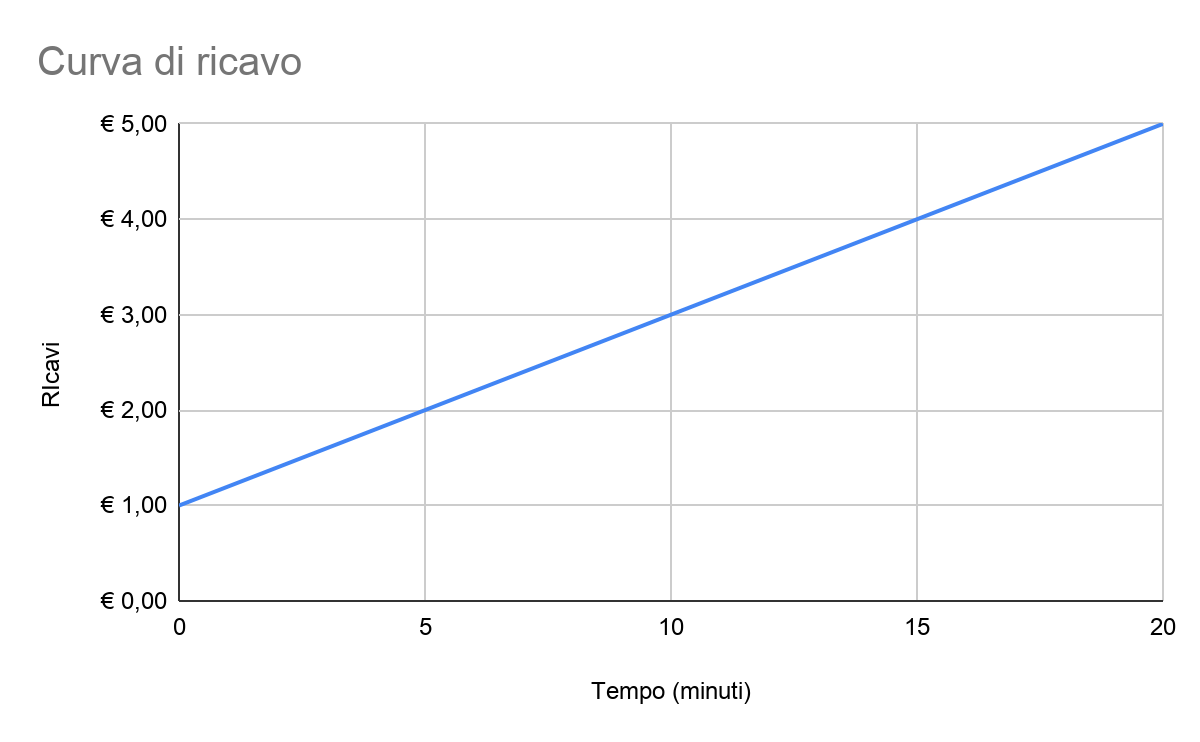 Curva di ricavo
€ 5,00
€ 4,00
€ 3,00
€ 2,00
€ 1,00
€ 0,00
RIcavi
0 5 10 15 20
Tempo (minuti)